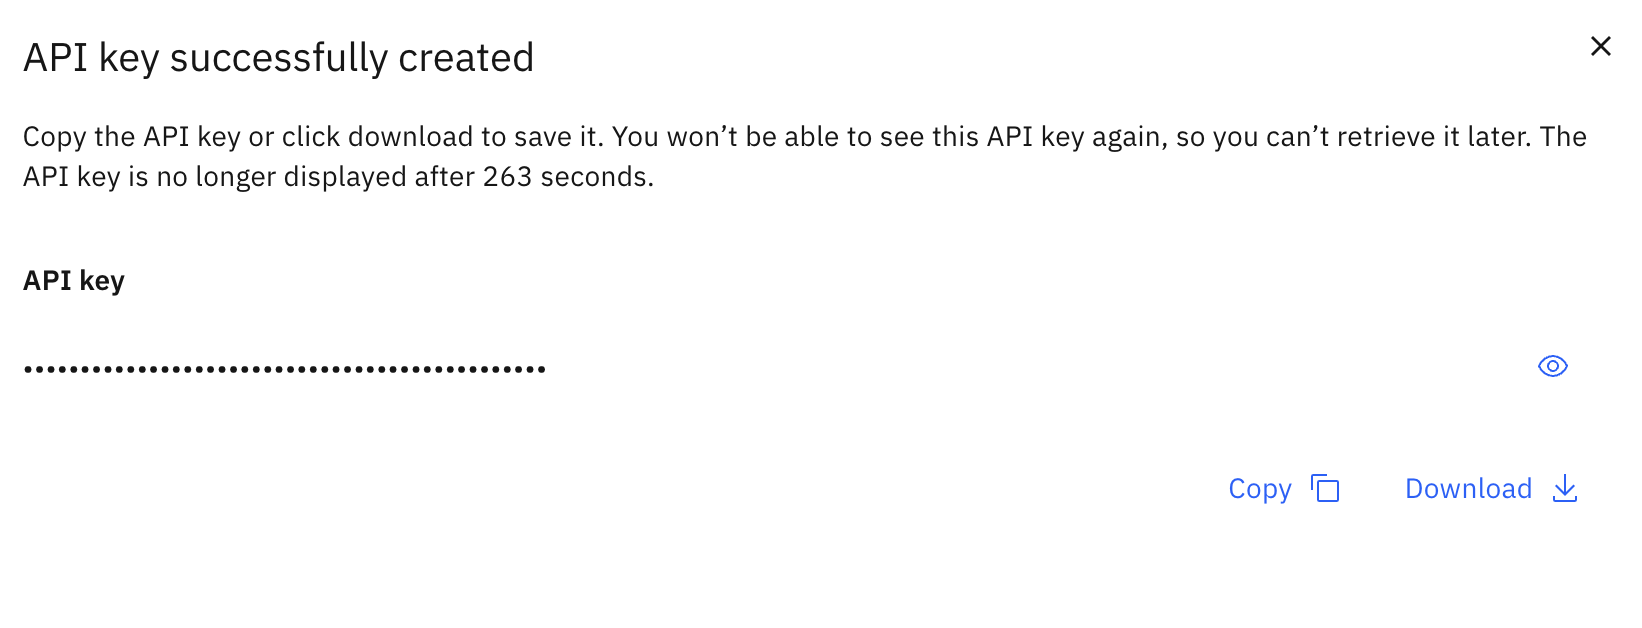 API key successfully created
Copy the API key or click download to save it. You won’t be able to see this API key again, so you can’t retrieve it later. The
API key is no longer displayed after 263 seconds.
API key
••••••••••••••••••••••••••••••••••••••••••••
Copy
Download